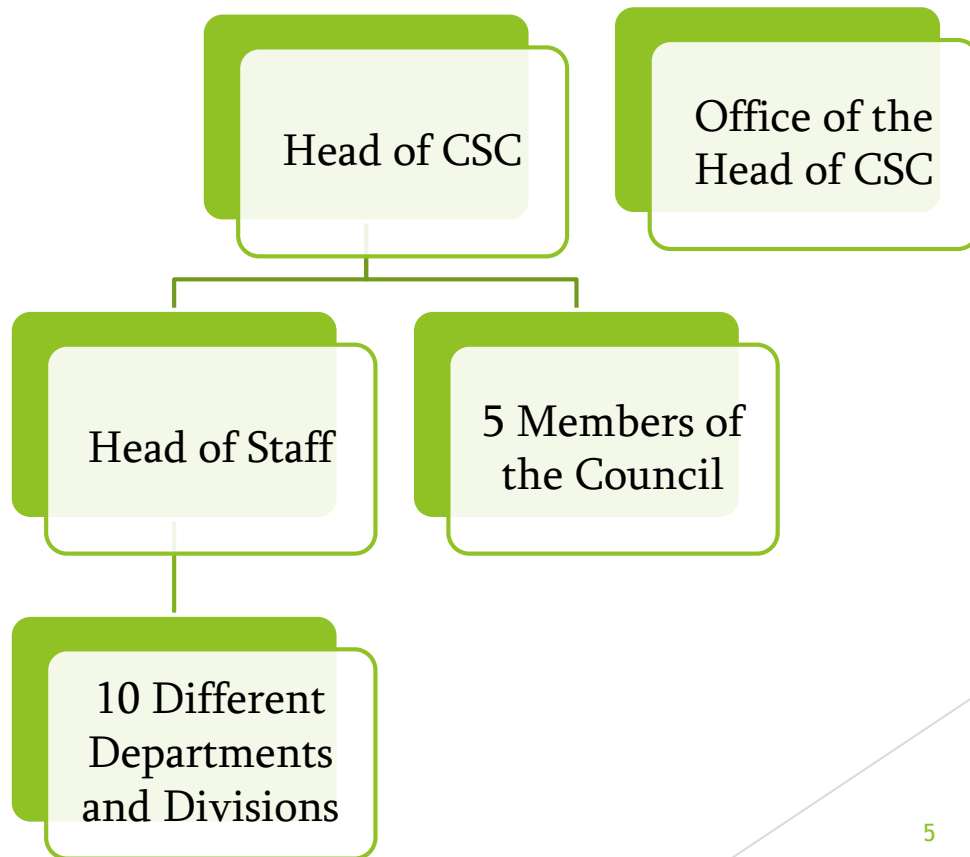 Head of CSC
Office of the
Head of CSC
Head of Staff
5 Members of
the Council
10 Different
Departments
and Divisions
5